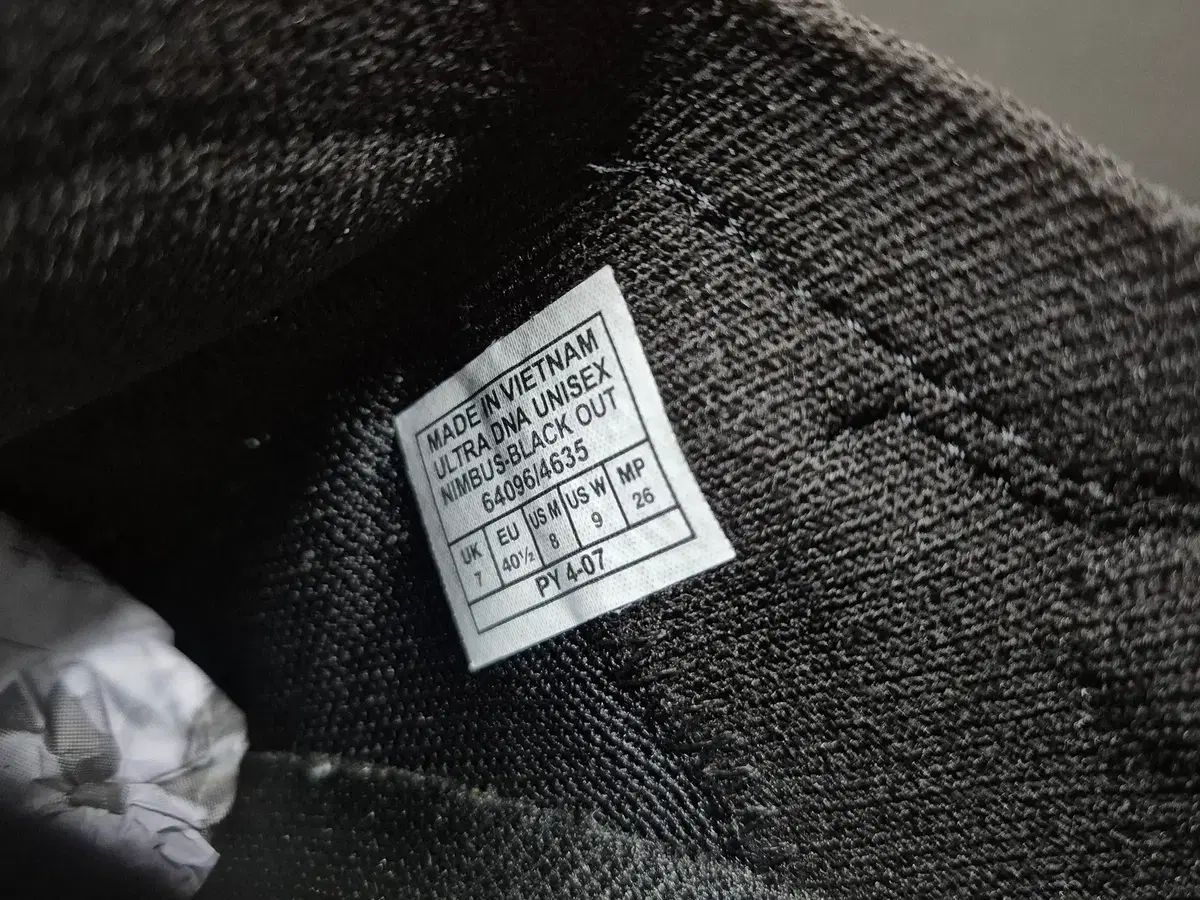 MADE IN VIETNAM
ULTRA DNA UNISEX
NIMBUS-BLACK OUT
64096/4635
UK EU US M US W MP
7 40½ 8 9 26
PY 4-07